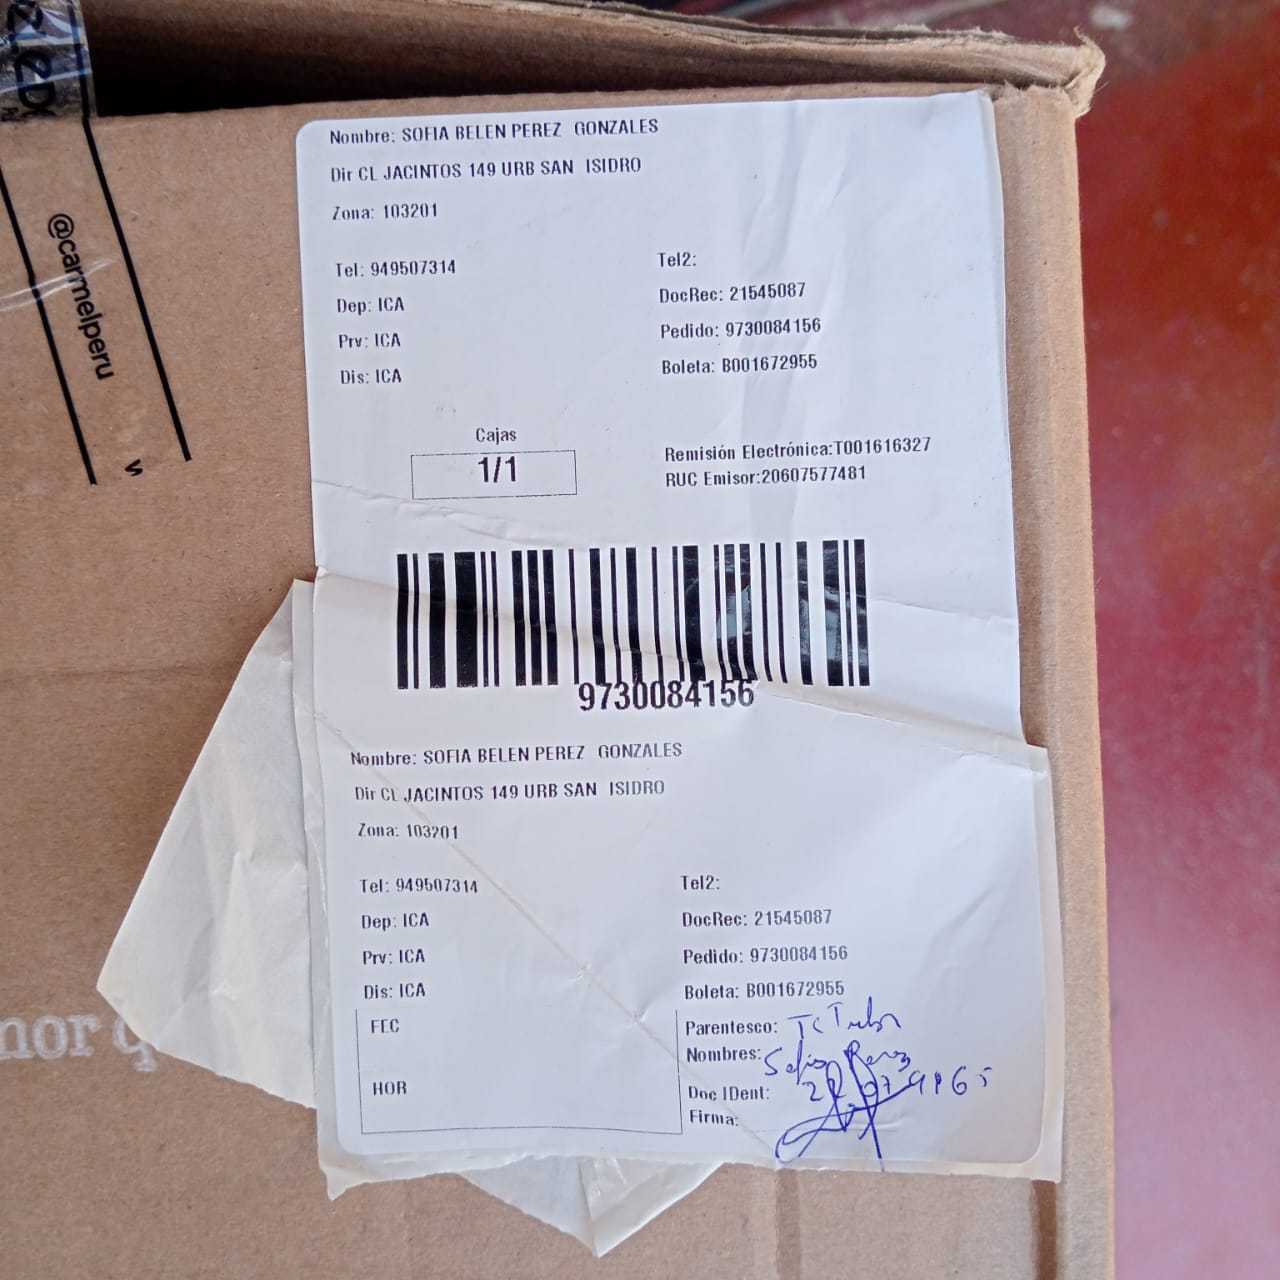 @carmelperu
Nombre: SOFIA BELEN PEREZ GONZALES
Dir CL JACINTOS 149 URB SAN ISIDRO
Zona: 103201
Tel: 949507314
Tel2:
Dep: ICA
DocRec: 21545087
Prv: ICA
Pedido: 9730084156
Dis: ICA
Boleta: B001672955
Cajas
1/1
Remisión Electrónica:T001616327
RUC Emisor:20607577481
9730084156
Nombre: SOFIA BELEN PEREZ GONZALES
Dir CL JACINTOS 149 URB SAN ISIDRO
Zona: 103201
Tel: 949507314
Tel2:
Dep: ICA
DocRec: 21545087
Prv: ICA
Pedido: 9730084156
Dis: ICA
Boleta: B001672955
FEC
HOR
Parentesco:
Nombres: Sofia Perez
Doc IDent:
Firma: